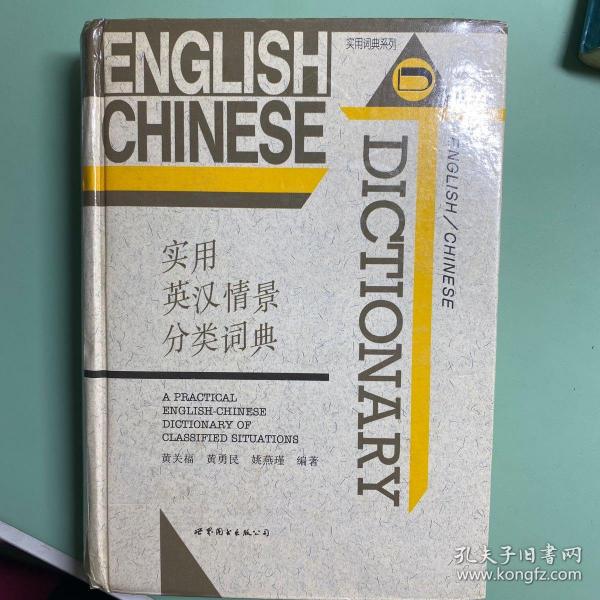 ENGLISH
CHINESE
实用词典系列
D
DICTIONARY
ENGLISH/CHINESE
实用
英汉情景
分类词典
A PRACTICAL
ENGLISH-CHINESE
DICTIONARY OF
CLASSIFIED SITUATIONS
黄关福 黄勇民 姚燕瑾 编著
世界图书出版公司
孔夫子旧书网
www.kongfz.com